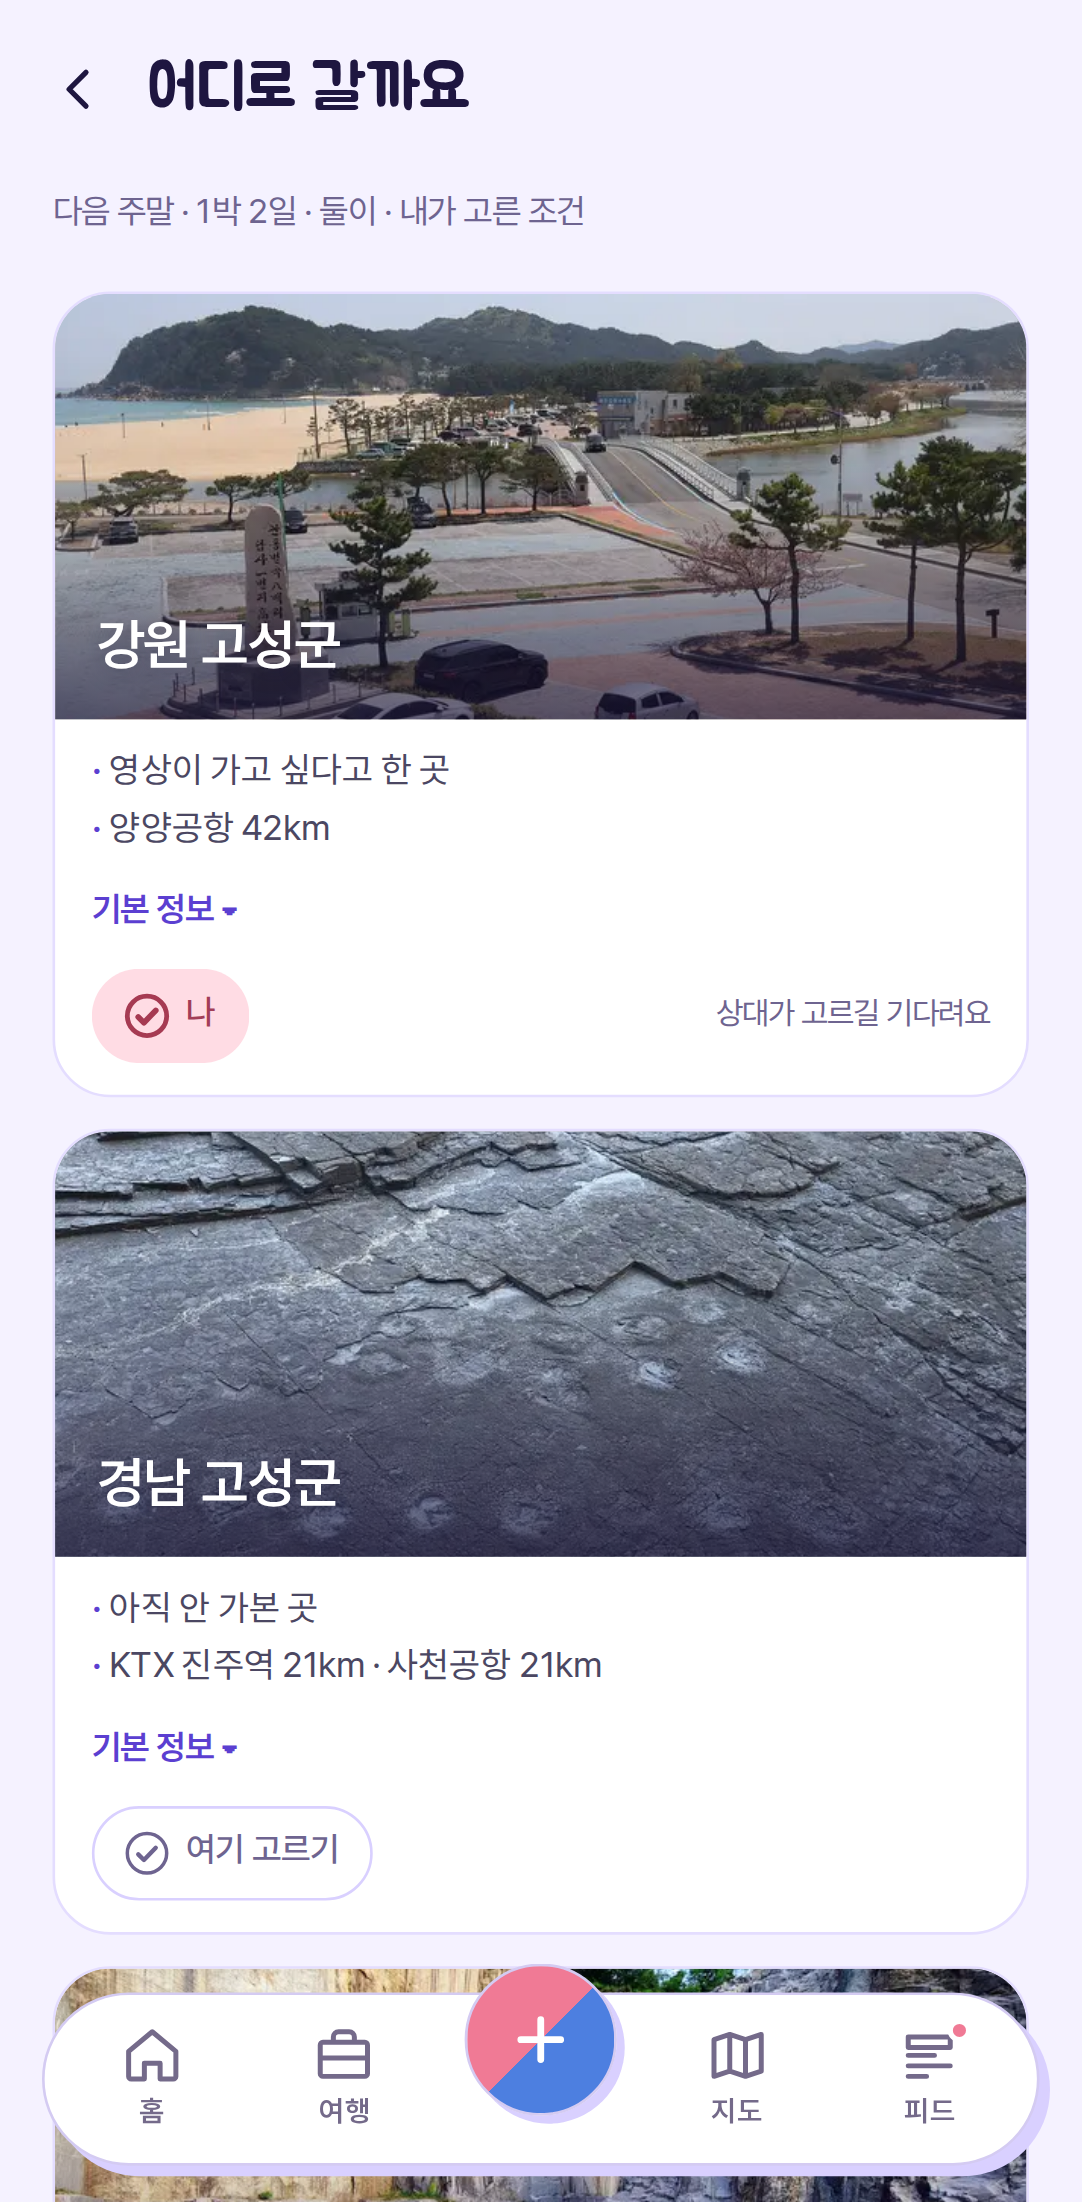 어디로 갈까요
다음 주말 · 1박 2일 · 둘이 · 내가 고른 조건
강원 고성군
· 영상이 가고 싶다고 한 곳
· 양양공항 42km
기본 정보
나
상대가 고르길 기다려요
경남 고성군
· 아직 안 가본 곳
· KTX 진주역 21km · 사천공항 21km
기본 정보
여기 고르기
홈
여행
지도
피드